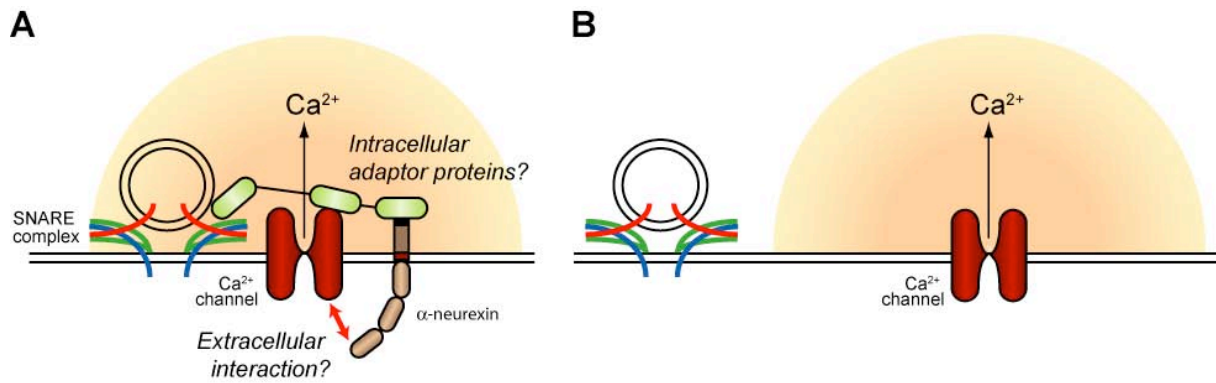 A
Ca2+
Intracellular
adaptor proteins?
SNARE
complex
Ca2+
channel
α-neurexin
Extracellular
interaction?
B
Ca2+
Ca2+
channel